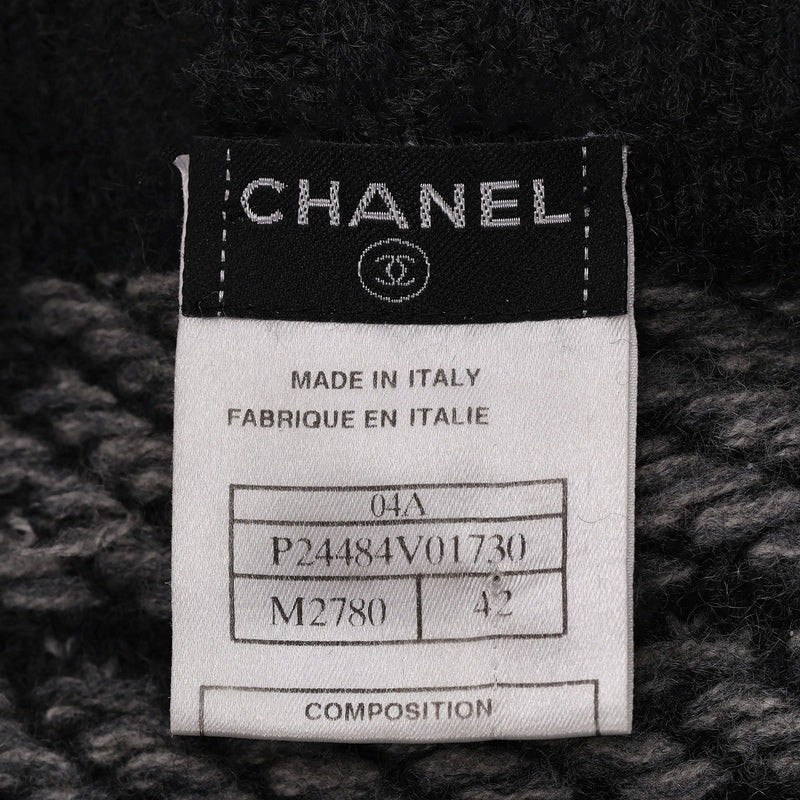 CHANEL
MADE IN ITALY
FABRIQUE EN ITALIE
04A
P24484V01730
M2780 42
COMPOSITION